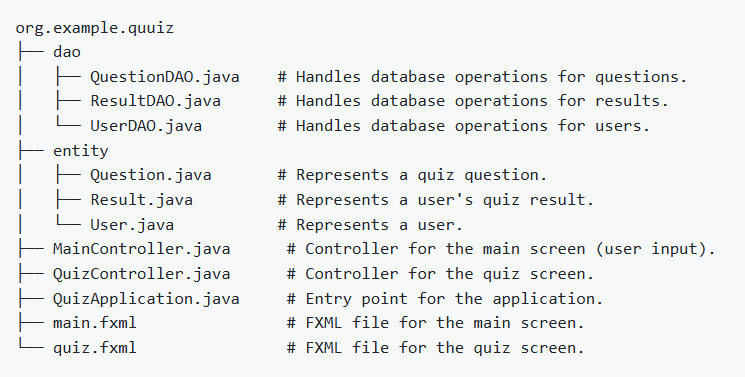 org.example.quuiz
├── dao
│   ├── QuestionDAO.java    # Handles database operations for questions.
│   ├── ResultDAO.java      # Handles database operations for results.
│   └── UserDAO.java        # Handles database operations for users.
├── entity
│   ├── Question.java       # Represents a quiz question.
│   ├── Result.java         # Represents a user's quiz result.
│   └── User.java           # Represents a user.
├── MainController.java      # Controller for the main screen (user input).
├── QuizController.java      # Controller for the quiz screen.
├── QuizApplication.java     # Entry point for the application.
├── main.fxml                # FXML file for the main screen.
└── quiz.fxml                # FXML file for the quiz screen.